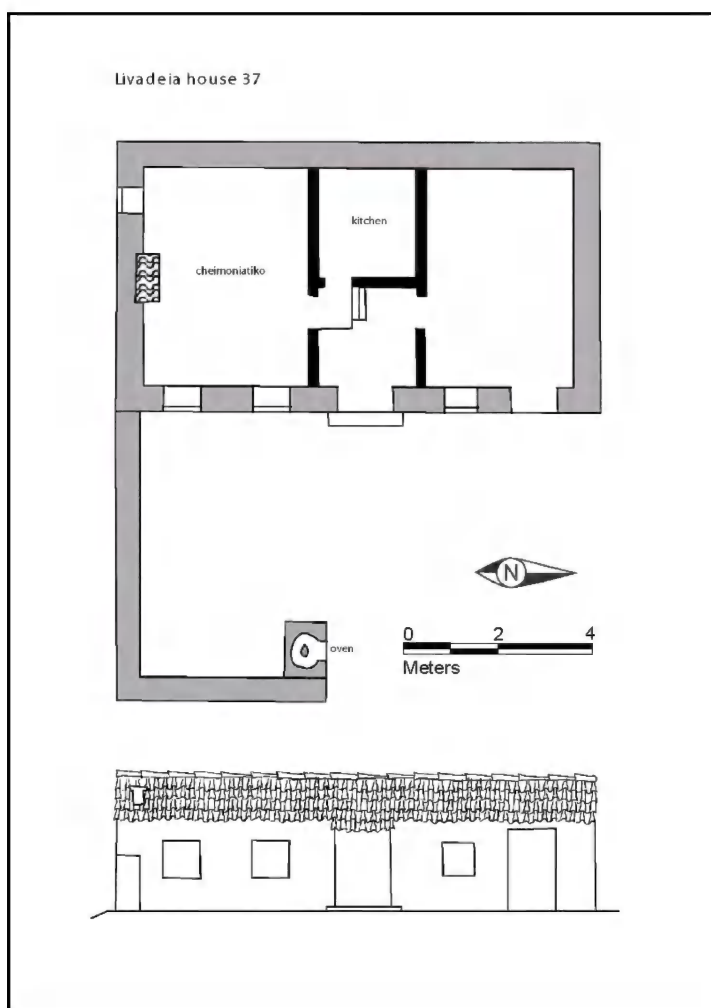 Livadeia house 37
kitchen
cheimoniatiko
N
oven
0 2 4
Meters